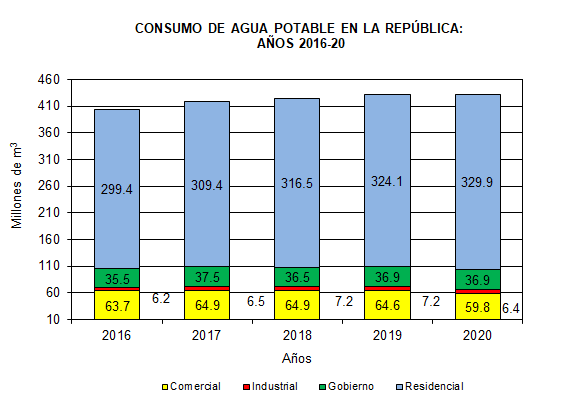 CONSUMO DE AGUA POTABLE EN LA REPÚBLICA:
AÑOS 2016-20
Millones de m³
460
410
360
310
260
210
160
110
60
10
299.4 309.4 316.5 324.1 329.9
35.5 37.5 36.5 36.9 36.9
6.2 6.5 7.2 7.2 6.4
63.7 64.9 64.9 64.6 59.8
2016 2017 2018 2019 2020
Años
Comercial Industrial Gobierno Residencial